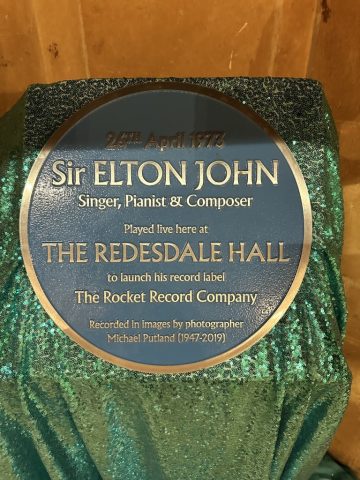 26TH April 1973
Sir ELTON JOHN
Singer, Pianist & Composer
Played live here at
THE REDESDALE HALL
to launch his record label
The Rocket Record Company
Recorded in images by photographer
Michael Putland (1947-2019)